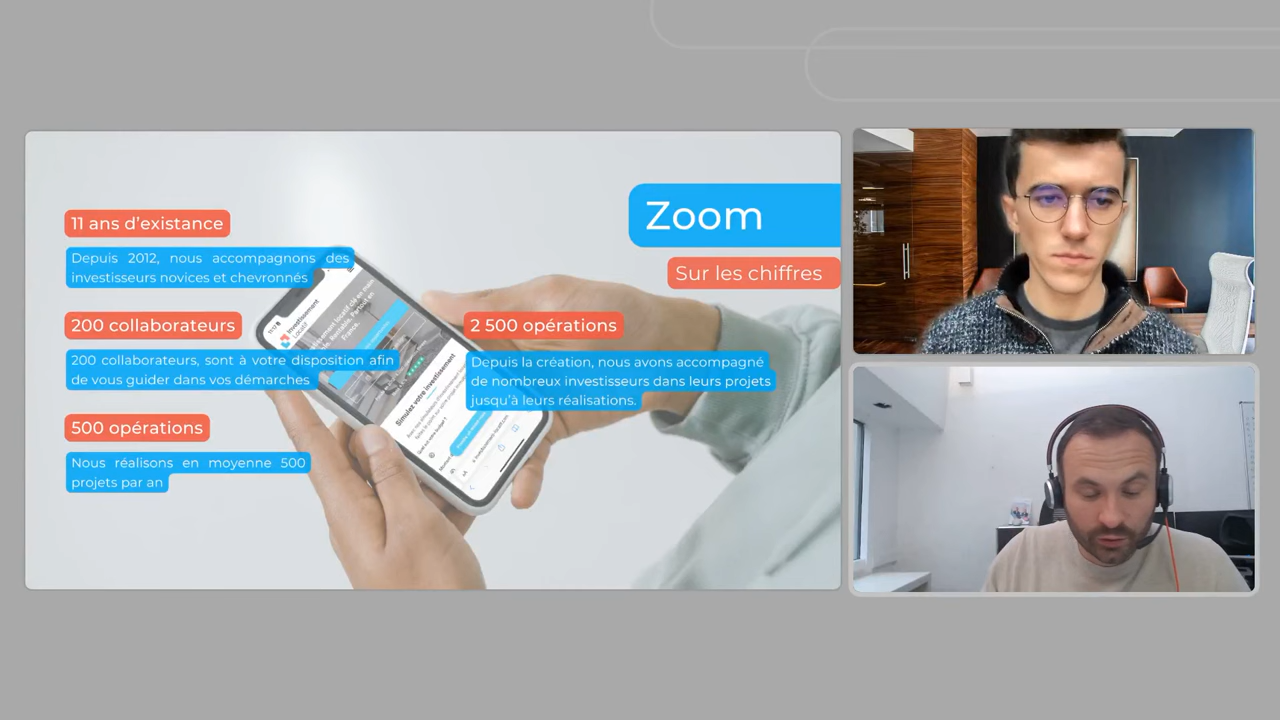 Zoom
Sur les chiffres
11 ans d'existance
Depuis 2012, nous accompagnons des
investisseurs novices et chevronnés
200 collaborateurs
200 collaborateurs, sont à votre disposition afin
de vous guider dans vos démarches
500 opérations
Nous réalisons en moyenne 500
projets par an
2 500 opérations
Depuis la création, nous avons accompagné
de nombreux investisseurs dans leurs projets
jusqu'à leurs réalisations.
Investissement
Locatif
Simulez votre investissement